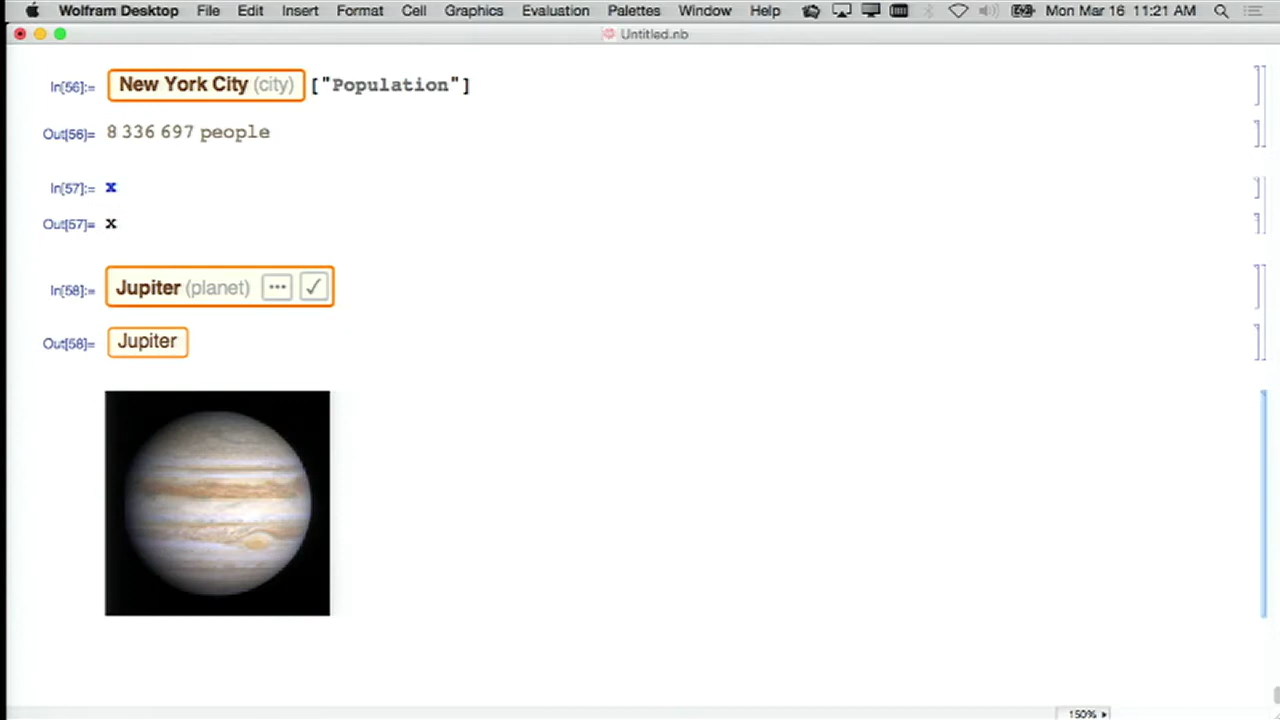 Wolfram Desktop File Edit Insert Format Cell Graphics Evaluation Palettes Window Help Mon Mar 16 11:21 AM
Untitled.nb
In[56]:= New York City (city) ["Population"]
Out[56]= 8 336 697 people
In[57]:= x
Out[57]= x
In[58]:= Jupiter (planet) ••• ✓
Out[58]= Jupiter
150%